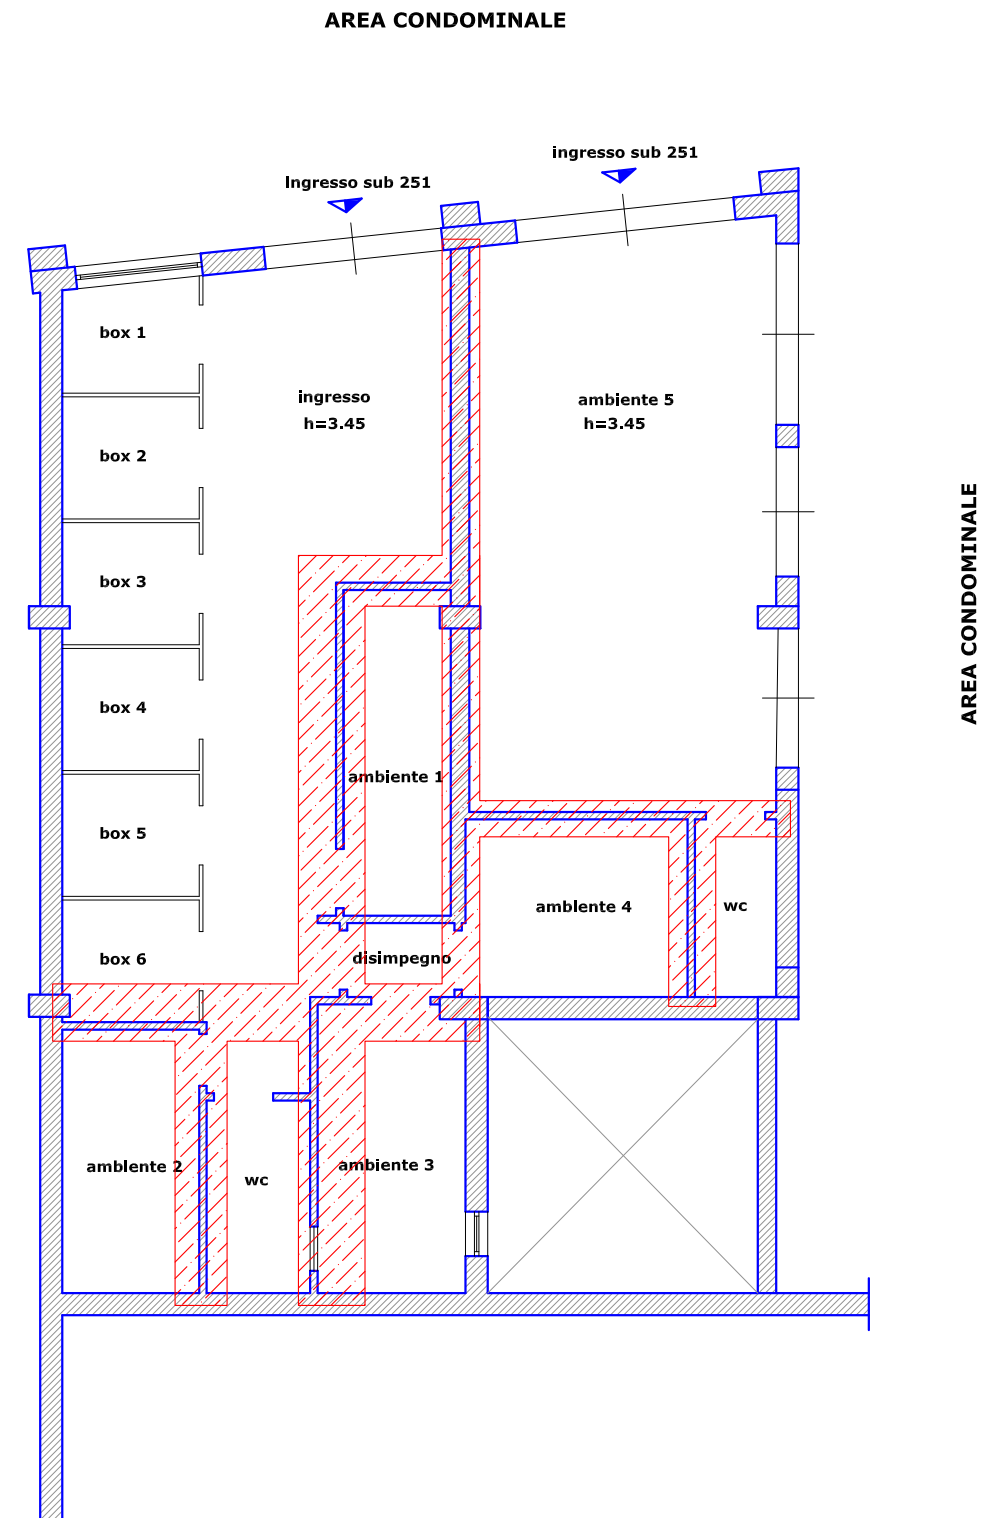 AREA CONDOMINALE
ingresso sub 251
Ingresso sub 251
box 1
ingresso
h=3.45
ambiente 5
h=3.45
box 2
AREA CONDOMINALE
box 3
box 4
ambiente 1
box 5
ambiente 4
wc
box 6
disimpegno
ambiente 2
wc
ambiente 3